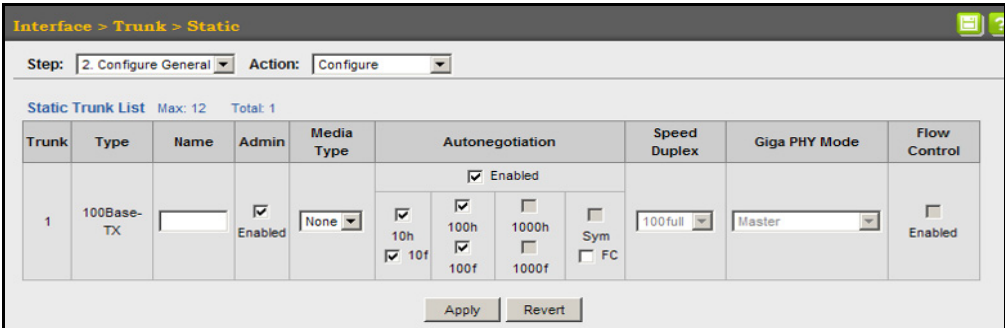 Interface > Trunk > Static
?
Step: 2. Configure General Action: Configure
Static Trunk List Max: 12 Total: 1
Trunk Type Name Admin Media Type Autonegotiation Speed Duplex Giga PHY Mode Flow Control
Enabled
1 100Base-TX Enabled None 10h 10f 100h 100f 1000h 1000f Sym FC 100full Master Enabled
Apply Revert